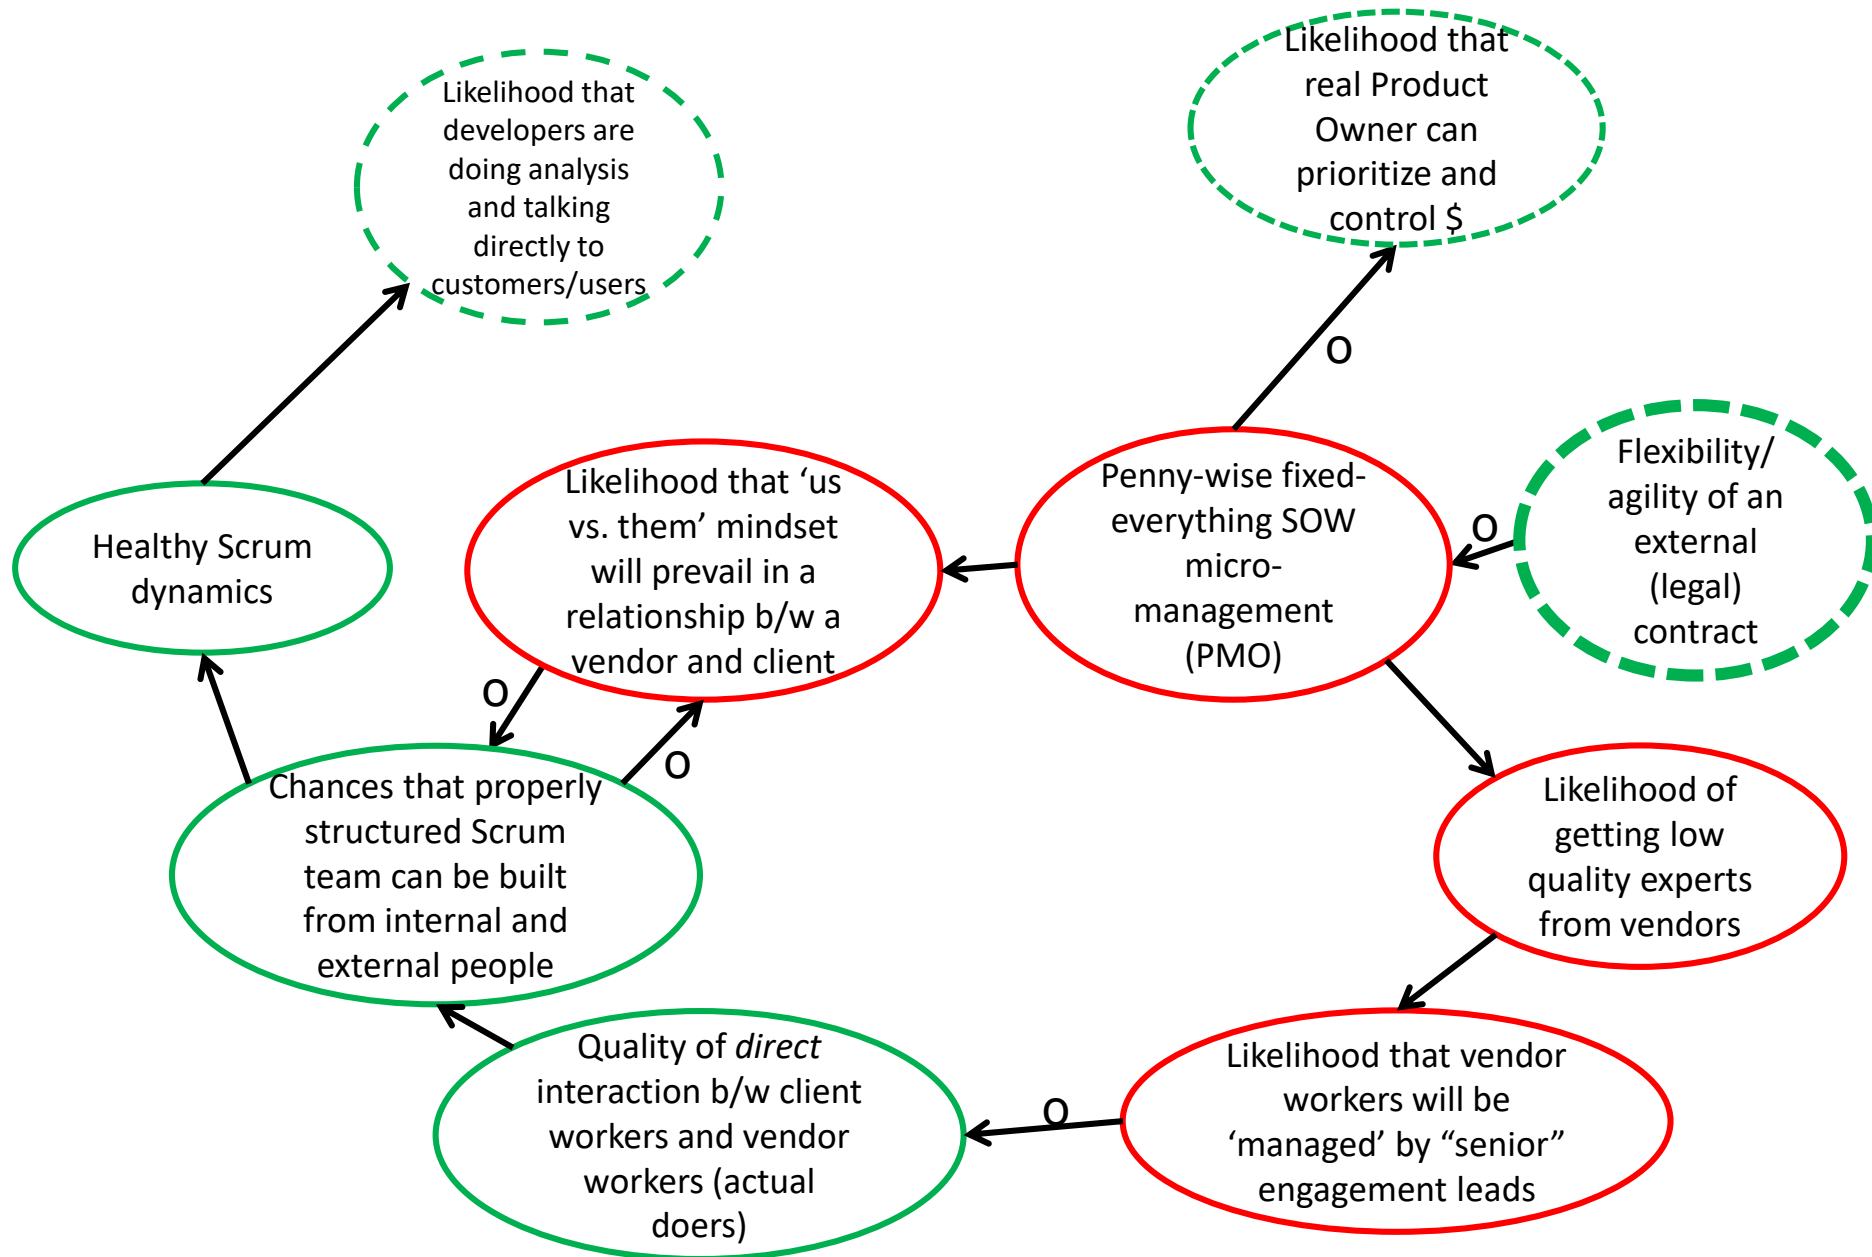 Likelihood that
developers are
doing analysis
and talking
directly to
customers/users
Likelihood that
real Product
Owner can
prioritize and
control $
O
Flexibility/
agility of an
external
(legal)
contract
O
Penny-wise fixed-
everything SOW
micro-
management
(PMO)
Likelihood that ‘us
vs. them’ mindset
will prevail in a
relationship b/w a
vendor and client
Healthy Scrum
dynamics
O
O
Chances that properly
structured Scrum
team can be built
from internal and
external people
Likelihood of
getting low
quality experts
from vendors
Quality of direct
interaction b/w client
workers and vendor
workers (actual
doers)
O
Likelihood that vendor
workers will be
‘managed’ by “senior”
engagement leads